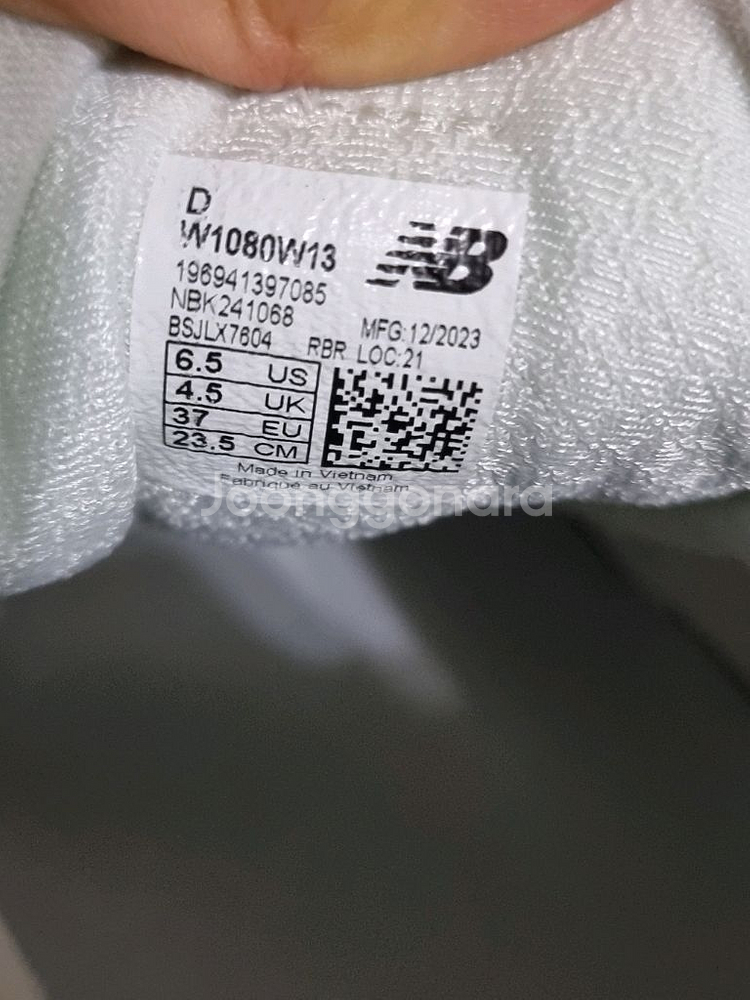 D
W1080W13
NB
196941397085
NBK241068
BSJLX7604
MFG:12/2023
RBR LOC:21
6.5 US
4.5 UK
37 EU
23.5 CM
Made in Vietnam
Fabriqué au Vietnam
Joonggonara